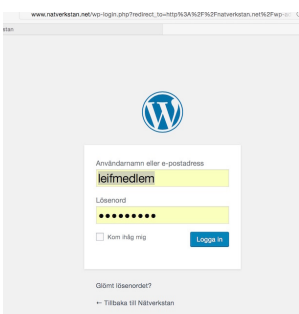 www.natverkstan.net/wp-login.php?redirect_to=http%3A%2F%2Fnatverkstan.net%2Fwp-
stan
Användarnamn eller e-postadress
leifmedlem
Lösenord
Kom ihåg mig
Logga in
Glömt lösenordet?
← Tillbaka till Nätverkstan